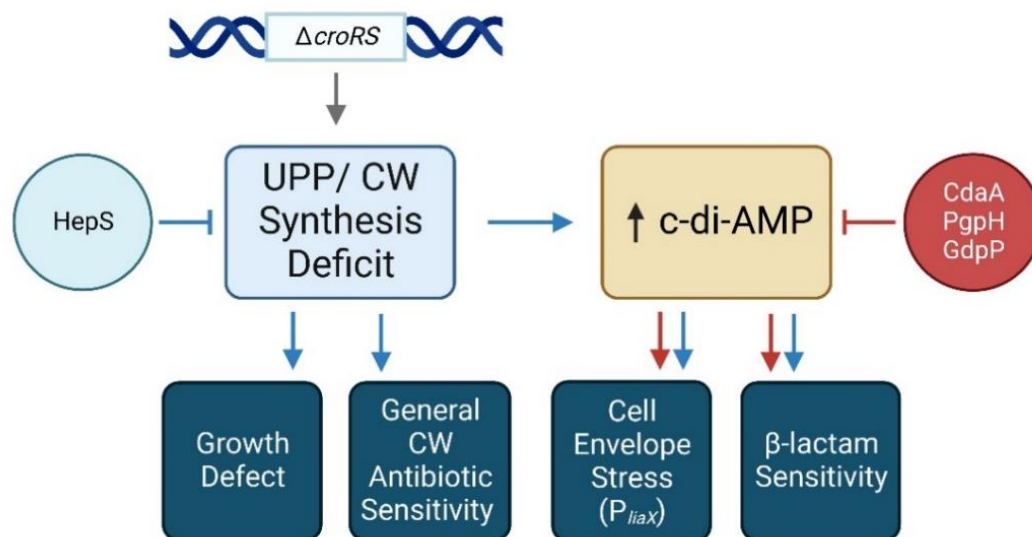 ΔcroRS
HepS
UPP/ CW
Synthesis
Deficit
↑ c-di-AMP
CdaA
PgpH
GdpP
Growth
Defect
General
CW
Antibiotic
Sensitivity
Cell
Envelope
Stress
(PliaX)
β-lactam
Sensitivity